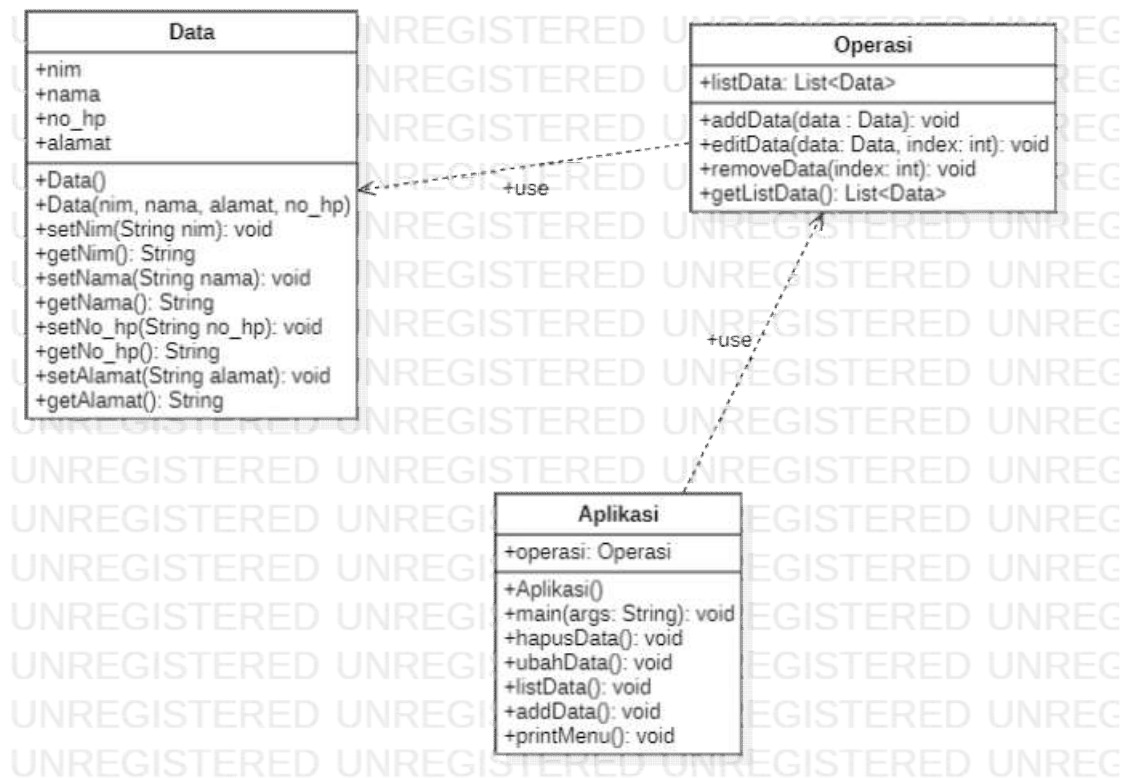 Data
+nim
+nama
+no_hp
+alamat
+Data()
+Data(nim, nama, alamat, no_hp)
+setNim(String nim): void
+getNim(): String
+setNama(String nama): void
+getNama(): String
+setNo_hp(String no_hp): void
+getNo_hp(): String
+setAlamat(String alamat): void
+getAlamat(): String
+use
Operasi
+listData: List<Data>
+addData(data : Data): void
+editData(data: Data, index: int): void
+removeData(index: int): void
+getListData(): List<Data>
+use
Aplikasi
+operasi: Operasi
+Aplikasi()
+main(args: String): void
+hapusData(): void
+ubahData(): void
+listData(): void
+addData(): void
+printMenu(): void
UNREGISTERED UNREGISTERED UNREGISTERED UNREG